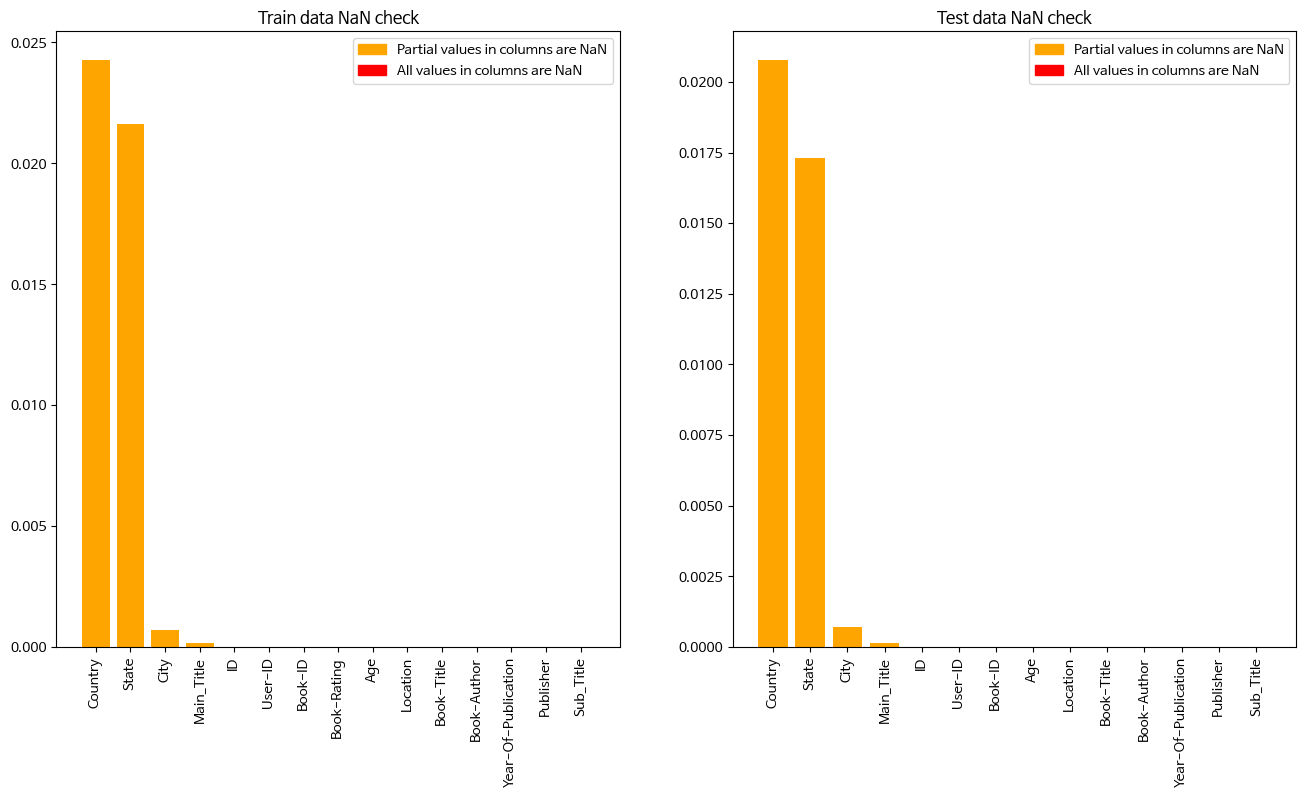 Train data NaN check
Partial values in columns are NaN
All values in columns are NaN
0.025
0.020
0.015
0.010
0.005
0.000
Country
State
City
Main_Title
ID
User-ID
Book-ID
Book-Rating
Age
Location
Book-Title
Book-Author
Year-Of-Publication
Publisher
Sub_Title
Test data NaN check
Partial values in columns are NaN
All values in columns are NaN
0.0200
0.0175
0.0150
0.0125
0.0100
0.0075
0.0050
0.0025
0.0000
Country
State
City
Main_Title
ID
User-ID
Book-ID
Age
Location
Book-Title
Book-Author
Year-Of-Publication
Publisher
Sub_Title